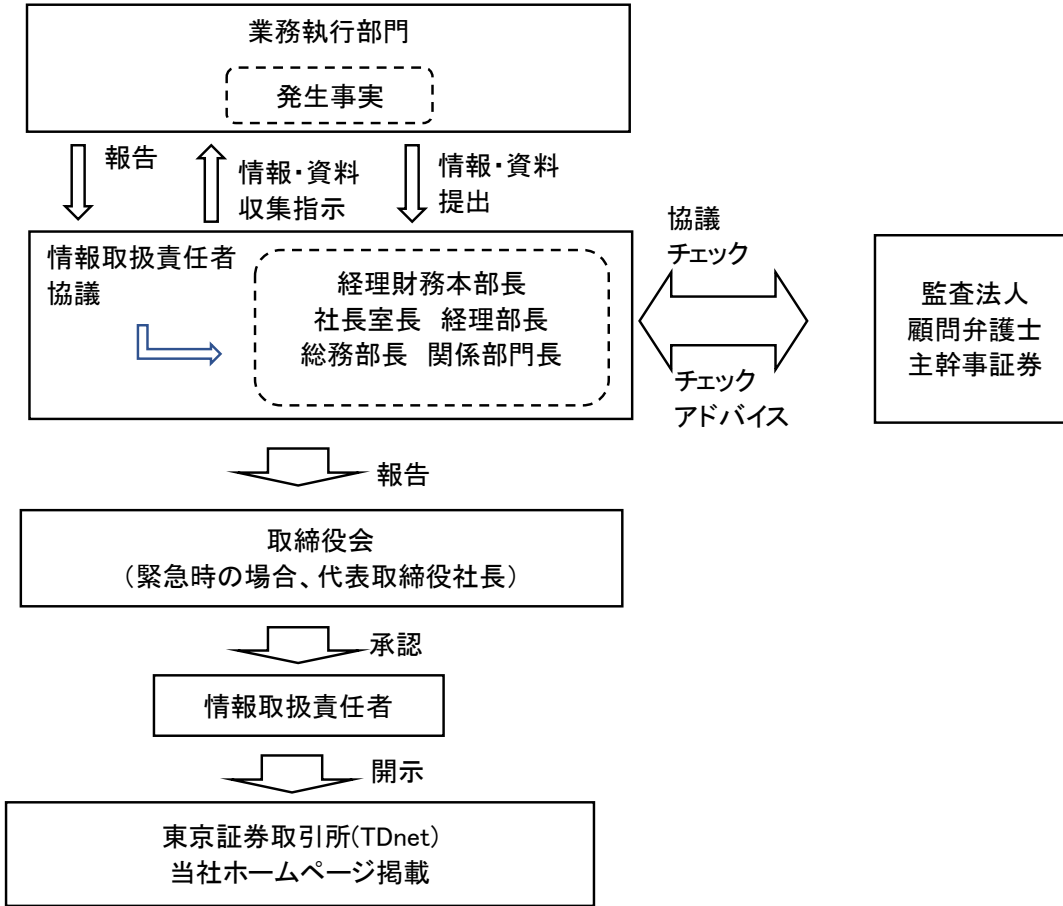 業務執行部門
発生事実
報告
情報・資料
収集指示
情報・資料
提出
情報取扱責任者
協議
経理財務本部長
社長室長 経理部長
総務部長 関係部門長
協議
チェック
チェック
アドバイス
監査法人
顧問弁護士
主幹事証券
報告
取締役会
（緊急時の場合、代表取締役社長）
承認
情報取扱責任者
開示
東京証券取引所(TDnet)
当社ホームページ掲載